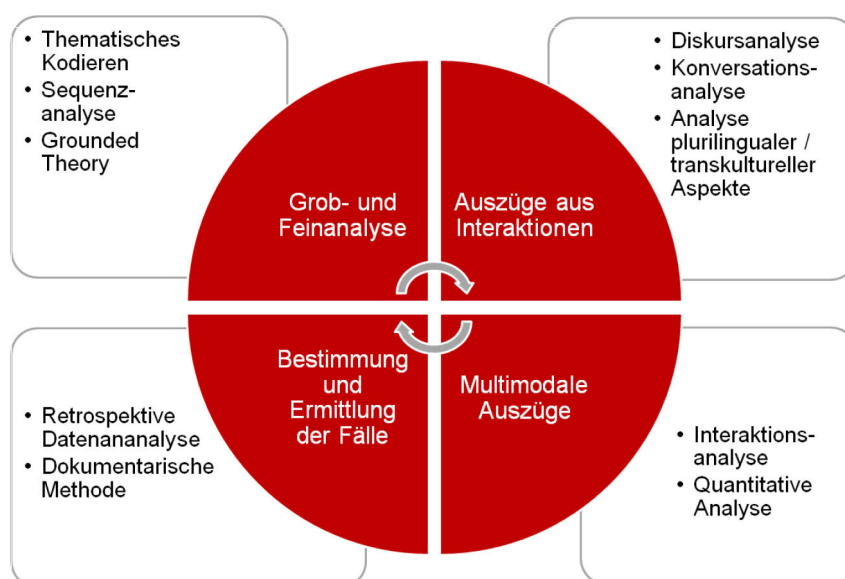 • Thematisches
Kodieren
• Sequenz-
analyse
• Grounded
Theory
• Diskursanalyse
• Konversations-
analyse
• Analyse
plurilingualer /
transkultureller
Aspekte
Grob- und
Feinanalyse
Auszüge aus
Interaktionen
Bestimmung
und
Ermittlung
der Fälle
Multimodale
Auszüge
• Retrospektive
Datenananalyse
• Dokumentarische
Methode
• Interaktions-
analyse
• Quantitative
Analyse